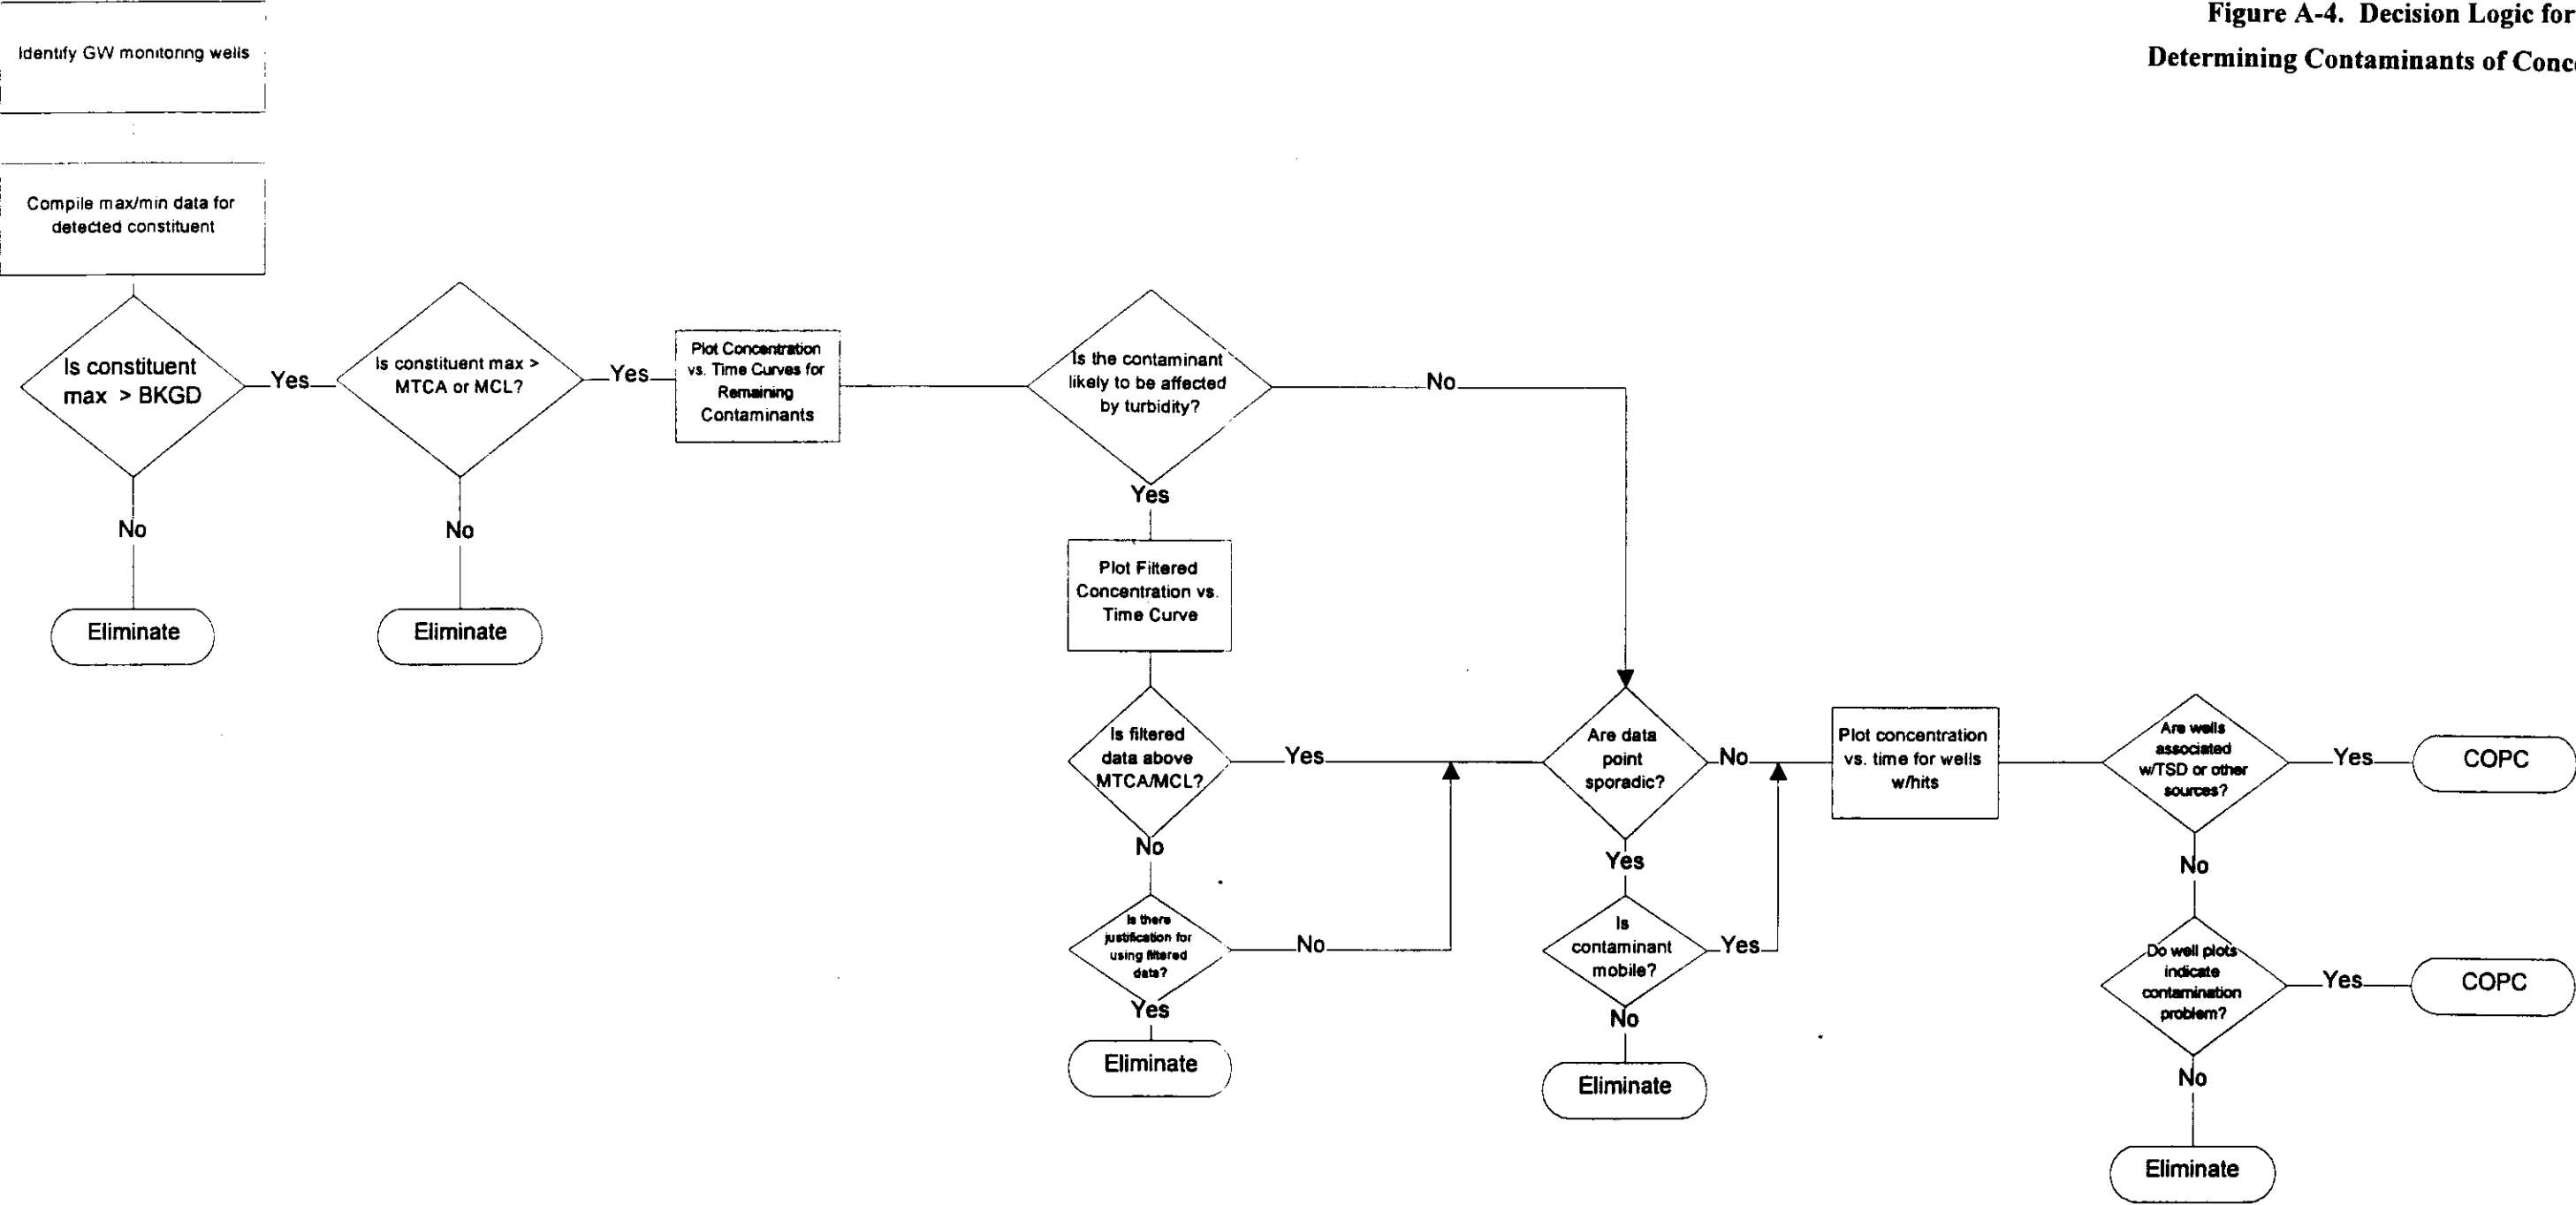 Figure A-4. Decision Logic for
Determining Contaminants of Conc
Identify GW monitoring wells
Compile max/min data for
detected constituent
Is constituent
max > BKGD
Yes
No
Eliminate
Is constituent max >
MTCA or MCL?
Yes
No
Eliminate
Plot Concentration
vs. Time Curves for
Remaining
Contaminants
Is the contaminant
likely to be affected
by turbidity?
No
Yes
Plot Filtered
Concentration vs.
Time Curve
Is filtered
data above
MTCA/MCL?
Yes
No
Is there
justification for
using filtered
data?
No
Yes
Eliminate
Are data
point
sporadic?
No
Yes
Is
contaminant
mobile?
Yes
No
Eliminate
Plot concentration
vs. time for wells
w/hits
Are wells
associated
w/TSD or other
sources?
Yes
COPC
No
Do well plots
indicate
contamination
problem?
Yes
COPC
No
Eliminate